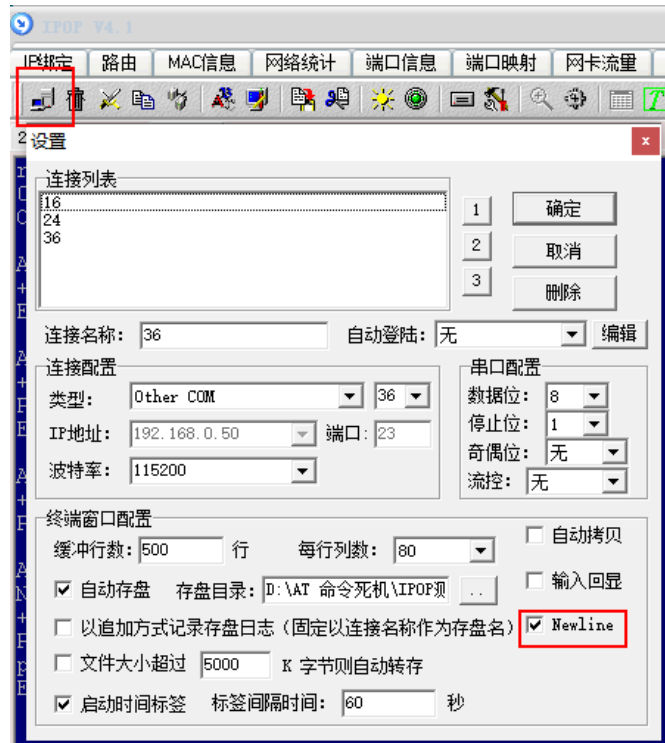 IPOP V4.1
IP绑定 路由 MAC信息 网络统计 端口信息 端口映射 网卡流量
设置 x
连接列表
16
24
36
1 确定
2 取消
3 删除
连接名称: 36 自动登陆: 无 编辑
连接配置
类型: Other COM 36
IP地址: 192.168.0.50 端口: 23
波特率: 115200
串口配置
数据位: 8
停止位: 1
奇偶位: 无
流控: 无
终端窗口配置
缓冲行数: 500 行 每行列数: 80 自动拷贝
自动存盘 存盘目录: D:\AT 命令死机\IPOP .. 输入回显
以追加方式记录存盘日志(固定以连接名称作为存盘名) Newline
文件大小超过 5000 K 字节则自动转存
启动时间标签 标签间隔时间: 60 秒